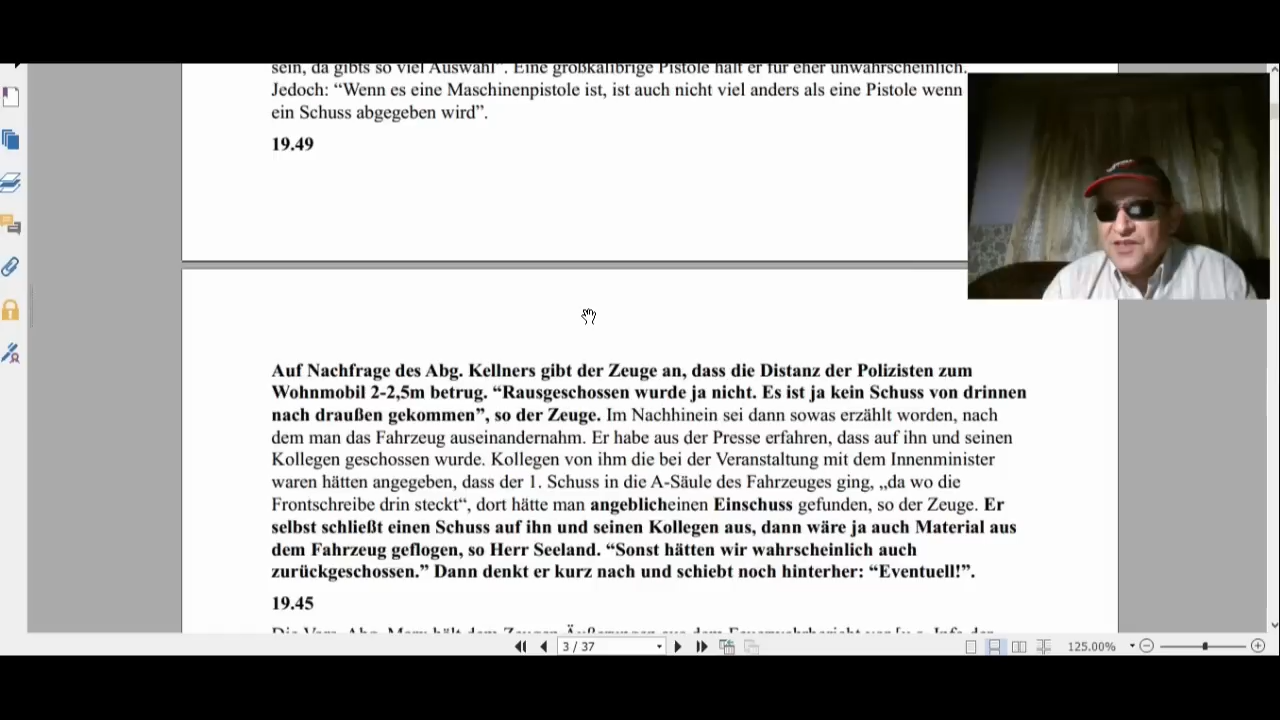 sein, da gibts so viel Auswahl”. Eine großkalibrige Pistole hält er für eher unwahrscheinlich.
Jedoch: “Wenn es eine Maschinenpistole ist, ist auch nicht viel anders als eine Pistole wenn
ein Schuss abgegeben wird”.
19.49
Auf Nachfrage des Abg. Kellners gibt der Zeuge an, dass die Distanz der Polizisten zum
Wohnmobil 2-2,5m betrug. “Rausgeschossen wurde ja nicht. Es ist ja kein Schuss von drinnen
nach draußen gekommen”, so der Zeuge. Im Nachhinein sei dann sowas erzählt worden, nach
dem man das Fahrzeug auseinandernahm. Er habe aus der Presse erfahren, dass auf ihn und seinen
Kollegen geschossen wurde. Kollegen von ihm die bei der Veranstaltung mit dem Innenminister
waren hätten angegeben, dass der 1. Schuss in die A-Säule des Fahrzeuges ging, „da wo die
Frontschreibe drin steckt“, dort hätte man angeblicheinen Einschuss gefunden, so der Zeuge. Er
selbst schließt einen Schuss auf ihn und seinen Kollegen aus, dann wäre ja auch Material aus
dem Fahrzeug geflogen, so Herr Seeland. “Sonst hätten wir wahrscheinlich auch
zurückgeschossen.” Dann denkt er kurz nach und schiebt noch hinterher: “Eventuell!”.
19.45
3 / 37
125.00%